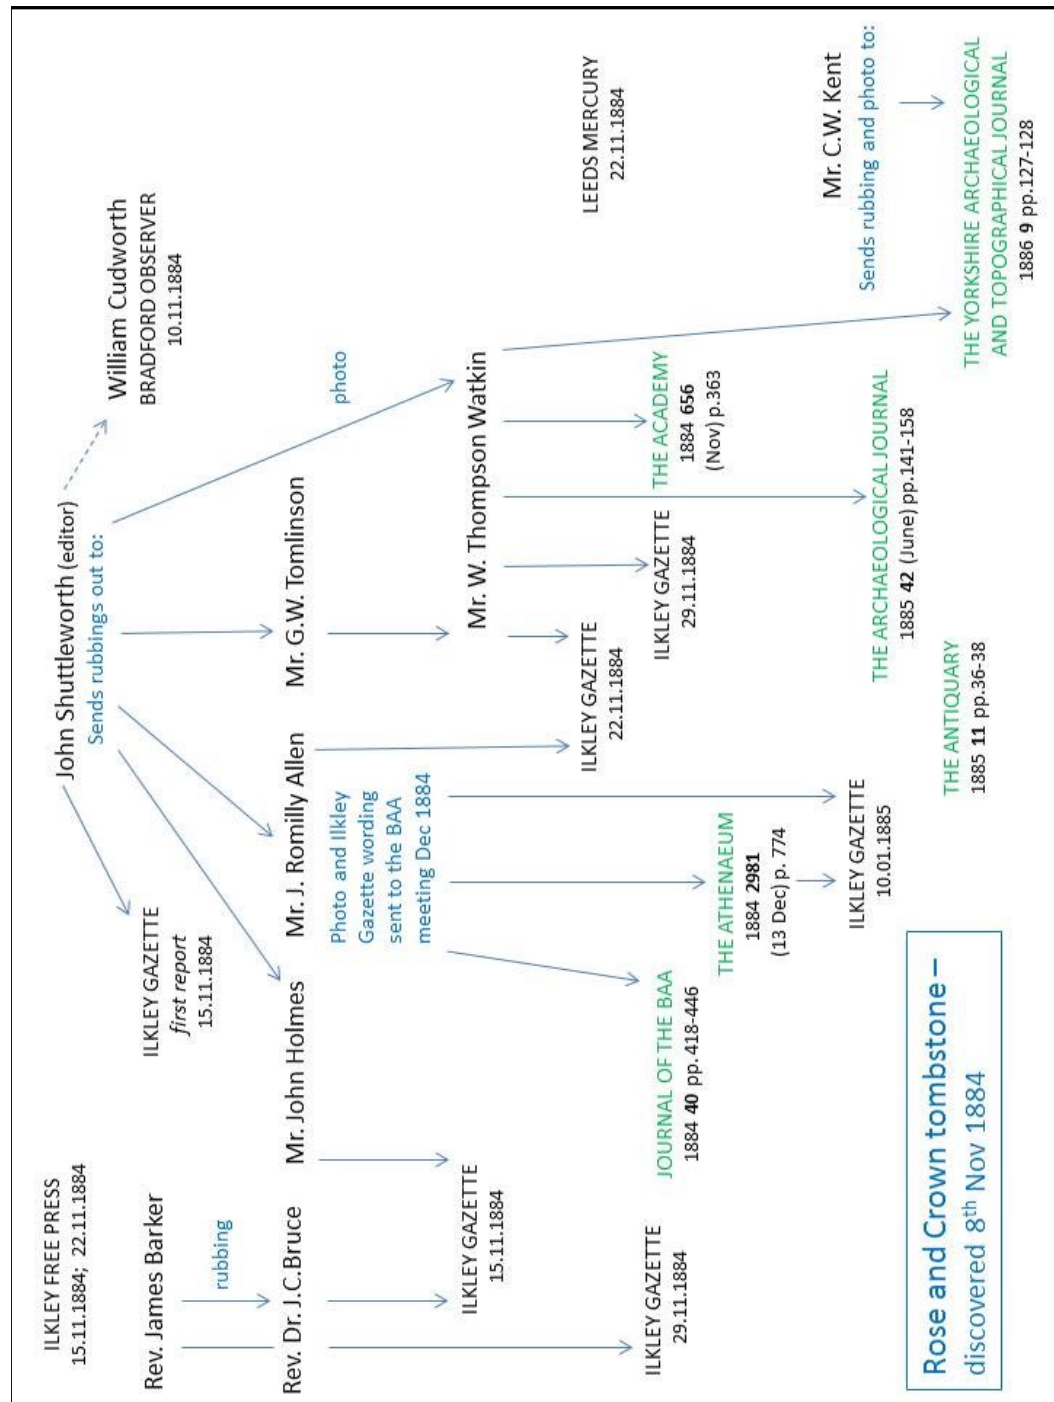 ILKLEY FREE PRESS
15.11.1884; 22.11.1884
Rev. James Barker
rubbing
Rev. Dr. J.C.Bruce
ILKLEY GAZETTE
15.11.1884
ILKLEY GAZETTE
29.11.1884
John Shuttleworth (editor)
Sends rubbings out to:
ILKLEY GAZETTE
first report
15.11.1884
William Cudworth
BRADFORD OBSERVER
10.11.1884
Mr. John Holmes
Mr. J. Romilly Allen
Photo and Ilkley
Gazette wording
sent to the BAA
meeting Dec 1884
Mr. G.W. Tomlinson
photo
Mr. W. Thompson Watkin
ILKLEY GAZETTE
22.11.1884
ILKLEY GAZETTE
29.11.1884
THE ACADEMY
1884 656
(Nov) p.363
LEEDS MERCURY
22.11.1884
JOURNAL OF THE BAA
1884 40 pp. 418-446
THE ATHENAEUM
1884 2981
(13 Dec) p. 774
ILKLEY GAZETTE
10.01.1885
THE ARCHAEOLOGICAL JOURNAL
1885 42 (June) pp.141-158
THE ANTIQUARY
1885 11 pp.36-38
Mr. C.W. Kent
Sends rubbing and photo to:
THE YORKSHIRE ARCHAEOLOGICAL
AND TOPOGRAPHICAL JOURNAL
1886 9 pp.127-128
Rose and Crown tombstone –
discovered 8th Nov 1884